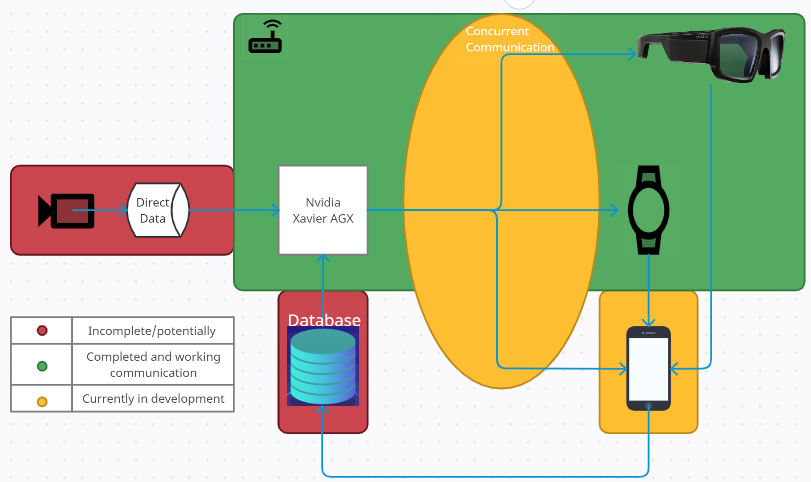 Concurrent
Communication
Direct
Data
Nvidia
Xavier AGX
Database
Incomplete/potentially
Completed and working
communication
Currently in development